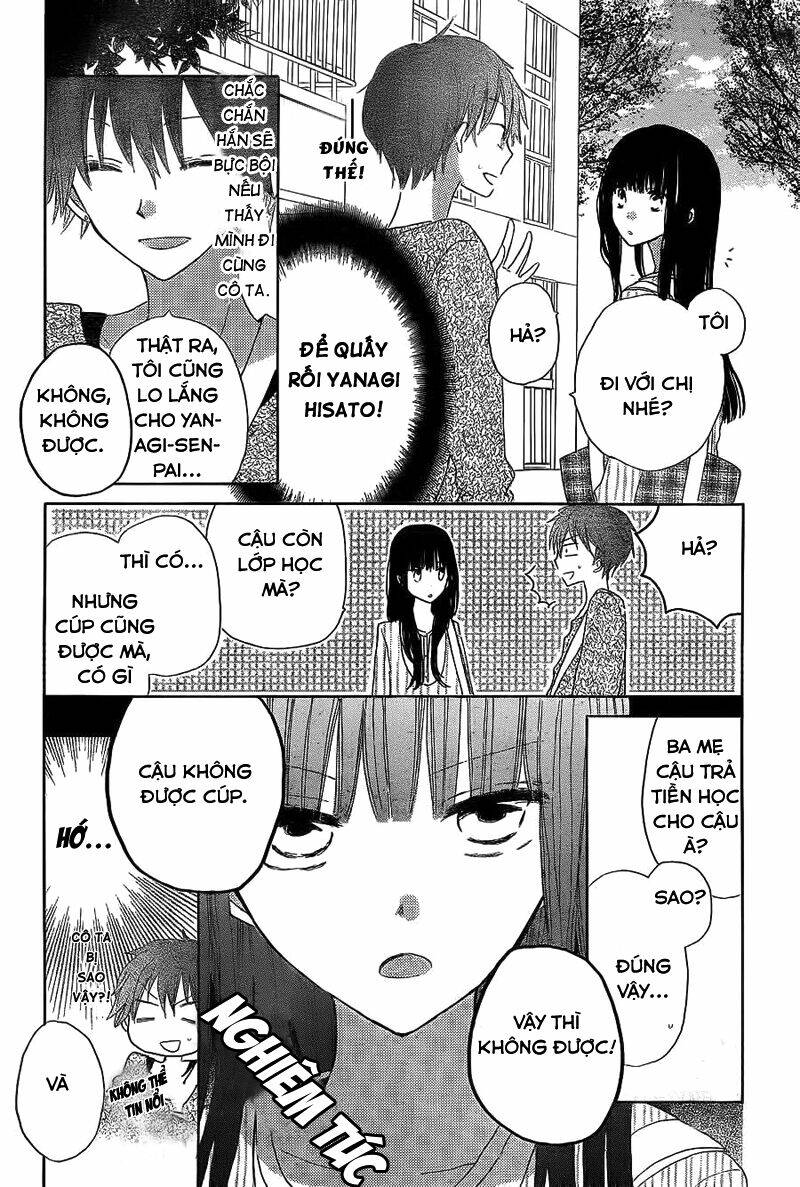 TÔI
ĐI VỚI CHỊ
NHÉ?
HẢ?
ĐÚNG
THẾ!
ĐỂ QUẤY
RỐI YANAGI
HISATO!
CHẮC
CHẮN
HẮN SẼ
BỰC BỘI
NẾU
THẤY
MÌNH ĐI
CÙNG
CÔ TA.
THẬT RA,
TÔI CŨNG
LO LẮNG
CHO YAN-
AGI-SEN-
PAI...
KHÔNG,
KHÔNG
ĐƯỢC.
HẢ?
CẬU CÒN
LỚP HỌC
MÀ?
THÌ CÓ...
NHƯNG
CÚP CŨNG
ĐƯỢC MÀ,
CÓ GÌ
BA MẸ
CẬU TRẢ
TIỀN HỌC
CHO CẬU
À?
SAO?
ĐÚNG
VẬY...
CẬU KHÔNG
ĐƯỢC CÚP.
VẬY THÌ
KHÔNG ĐƯỢC!
NGHIÊM TÚC
HỚ...
CÔ TA
BỊ
SAO
VẬY?!
KHÔNG THỂ
TIN NỔI
VÀ